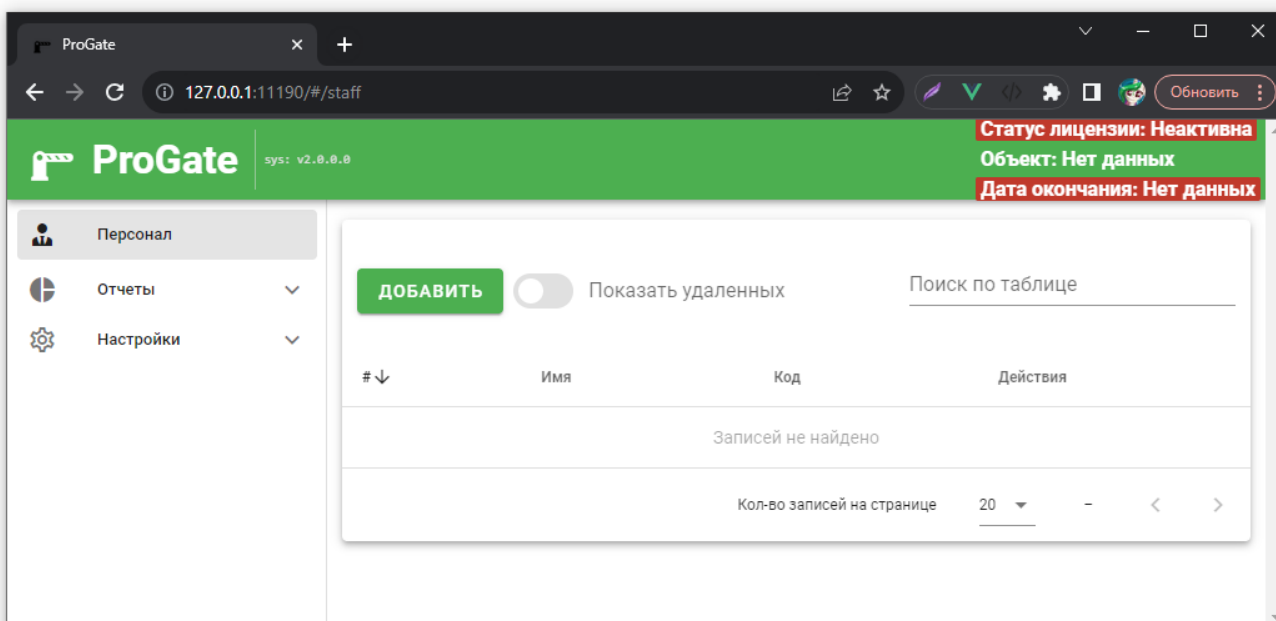 ProGate
127.0.0.1:11190/#/staff
Обновить
ProGate
sys: v2.0.0.0
Статус лицензии: Неактивна
Объект: Нет данных
Дата окончания: Нет данных
Персонал
Отчеты
Настройки
ДОБАВИТЬ
Показать удаленных
Поиск по таблице
# Имя Код Действия
Записей не найдено
Кол-во записей на странице 20 –